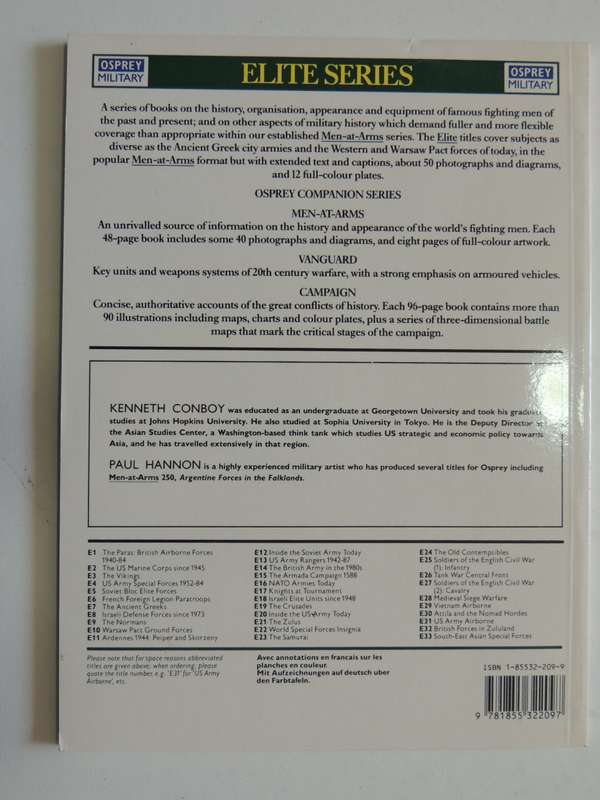 OSPREY
MILITARY
ELITE SERIES
OSPREY
MILITARY
A series of books on the history, organisation, appearance and equipment of famous fighting men of
the past and present; and on other aspects of military history which demand fuller and more flexible
coverage than appropriate within our established Men-at-Arms series. The Elite titles cover subjects as
diverse as the Ancient Greek city armies and the Western and Warsaw Pact forces of today, in the
popular Men-at-Arms format but with extended text and captions, about 50 photographs and diagrams,
and 12 full-colour plates.
OSPREY COMPANION SERIES
MEN-AT-ARMS
An unrivalled source of information on the history and appearance of the world's fighting men. Each
48-page book includes some 40 photographs and diagrams, and eight pages of full-colour artwork.
VANGUARD
Key units and weapons systems of 20th century warfare, with a strong emphasis on armoured vehicles.
CAMPAIGN
Concise, authoritative accounts of the great conflicts of history. Each 96-page book contains more than
90 illustrations including maps, charts and colour plates, plus a series of three-dimensional battle
maps that mark the critical stages of the campaign.
KENNETH CONBOY was educated as an undergraduate at Georgetown University and took his graduate
studies at Johns Hopkins University. He also studied at Sophia University in Tokyo. He is the Deputy Director at
the Asian Studies Center, a Washington-based think tank which studies US strategic and economic policy towards
Asia, and he has travelled extensively in that region.
PAUL HANNON is a highly experienced military artist who has produced several titles for Osprey including
Men-at-Arms 250, Argentine Forces in the Falklands.
E1 The Paras: British Airborne Forces
1940-84
E2 The US Marine Corps since 1945
E3 The Vikings
E4 US Army Special Forces 1952-84
E5 Soviet Bloc Elite Forces
E6 French Foreign Legion Paratroops
E7 The Ancient Greeks
E8 Israeli Defense Forces since 1973
E9 The Normans
E10 Warsaw Pact Ground Forces
E11 Ardennes 1944: Peiper and Skorzeny
E12 Inside the Soviet Army Today
E13 US Army Rangers 1942-87
E14 The British Army in the 1980s
E15 The Armada Campaign 1588
E16 NATO Armies Today
E17 Knights at Tournament
E18 Israeli Elite Units since 1948
E19 The Crusades
E20 Inside the US Army Today
E21 The Zulus
E22 World Special Forces Insignia
E23 The Samurai
E24 The Old Contemptibles
E25 Soldiers of the English Civil War
(1): Infantry
E26 Tank War Central Front
E27 Soldiers of the English Civil War
(2): Cavalry
E28 Medieval Siege Warfare
E29 Vietnam Airborne
E30 Attila and the Nomad Hordes
E31 US Army Airborne
E32 British Forces in Zululand
E33 South-East Asian Special Forces
Please note that for space reasons abbreviated
titles are given above; when ordering, please
quote the title number, e.g. 'E31' for 'US Army
Airborne', etc.
Avec annotations en francais sur les
planches en couleur.
Mit Aufzeichnungen auf deutsch uber
den Farbtafeln.
ISBN 1-85532-209-9
9 781855 322097